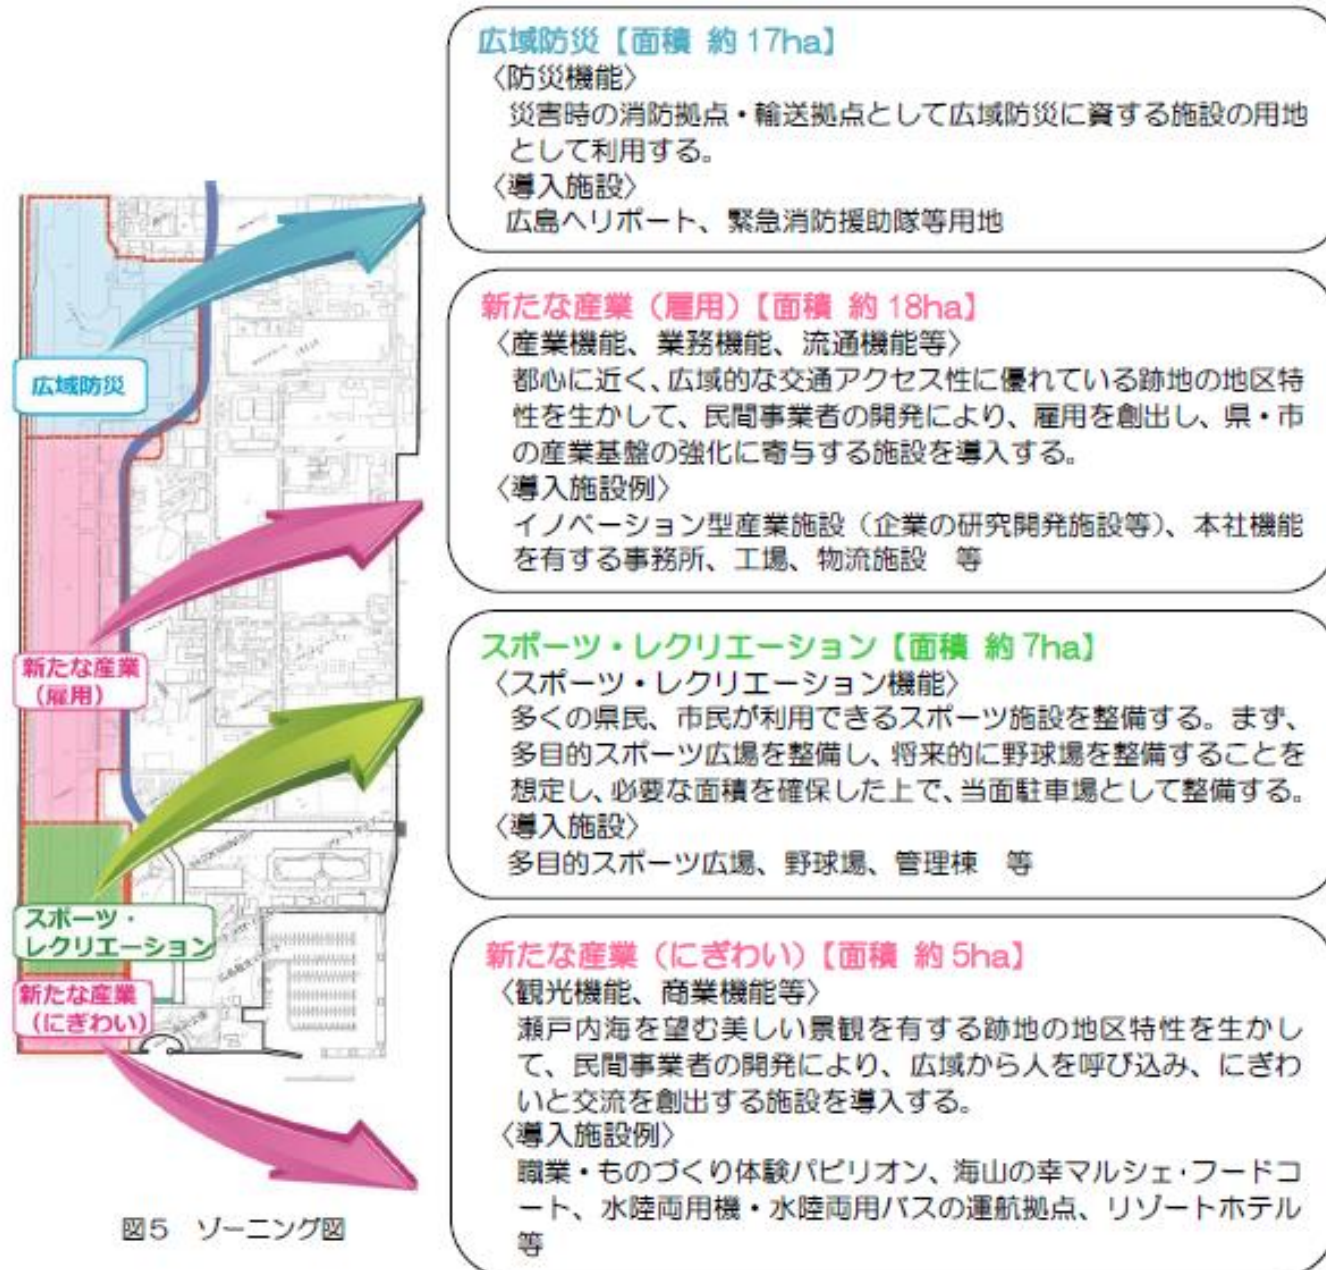 広域防災【面積 約17ha】
〈防災機能〉
災害時の消防拠点・輸送拠点として広域防災に資する施設の用地
として利用する。
〈導入施設〉
広島ヘリポート、緊急消防援助隊等用地
新たな産業（雇用）【面積 約18ha】
〈産業機能、業務機能、流通機能等〉
都心に近く、広域的な交通アクセス性に優れている跡地の地区特
性を生かして、民間事業者の開発により、雇用を創出し、県・市
の産業基盤の強化に寄与する施設を導入する。
〈導入施設例〉
イノベーション型産業施設（企業の研究開発施設等）、本社機能
を有する事務所、工場、物流施設　等
スポーツ・レクリエーション【面積 約7ha】
〈スポーツ・レクリエーション機能〉
多くの県民、市民が利用できるスポーツ施設を整備する。まず、
多目的スポーツ広場を整備し、将来的に野球場を整備することを
想定し、必要な面積を確保した上で、当面駐車場として整備する。
〈導入施設〉
多目的スポーツ広場、野球場、管理棟　等
新たな産業（にぎわい）【面積 約5ha】
〈観光機能、商業機能等〉
瀬戸内海を望む美しい景観を有する跡地の地区特性を生かし
て、民間事業者の開発により、広域から人を呼び込み、にぎわ
いと交流を創出する施設を導入する。
〈導入施設例〉
職業・ものづくり体験パビリオン、海山の幸マルシェ・フードコ
ート、水陸両用機・水陸両用バスの運航拠点、リゾートホテル
等
広域防災
新たな産業
（雇用）
スポーツ・
レクリエーション
新たな産業
（にぎわい）
図5　ゾーニング図